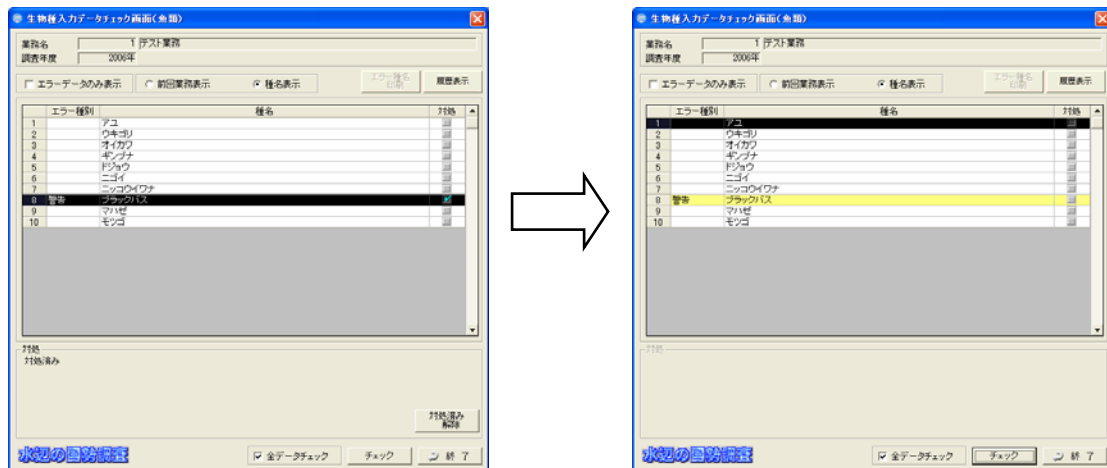 生物種入力データチェック画面(魚類)
業務名 1 テスト業務
調査年度 2006年
エラーデータのみ表示 前回業務表示 種名表示 エラー種名印刷 履歴表示
エラー種別 種名 対処
1 アユ
2 ウキゴリ
3 オイカワ
4 ギンブナ
5 ドジョウ
6 ニゴイ
7 ニッコウイワナ
8 警告 ブラックバス
9 マハゼ
10 モツゴ
対処
対処済み
対処済み
解除
水辺の国勢調査 全データチェック チェック 終了
生物種入力データチェック画面(魚類)
業務名 1 テスト業務
調査年度 2006年
エラーデータのみ表示 前回業務表示 種名表示 エラー種名印刷 履歴表示
エラー種別 種名 対処
1 アユ
2 ウキゴリ
3 オイカワ
4 ギンブナ
5 ドジョウ
6 ニゴイ
7 ニッコウイワナ
8 警告 ブラックバス
9 マハゼ
10 モツゴ
対処
水辺の国勢調査 全データチェック チェック 終了